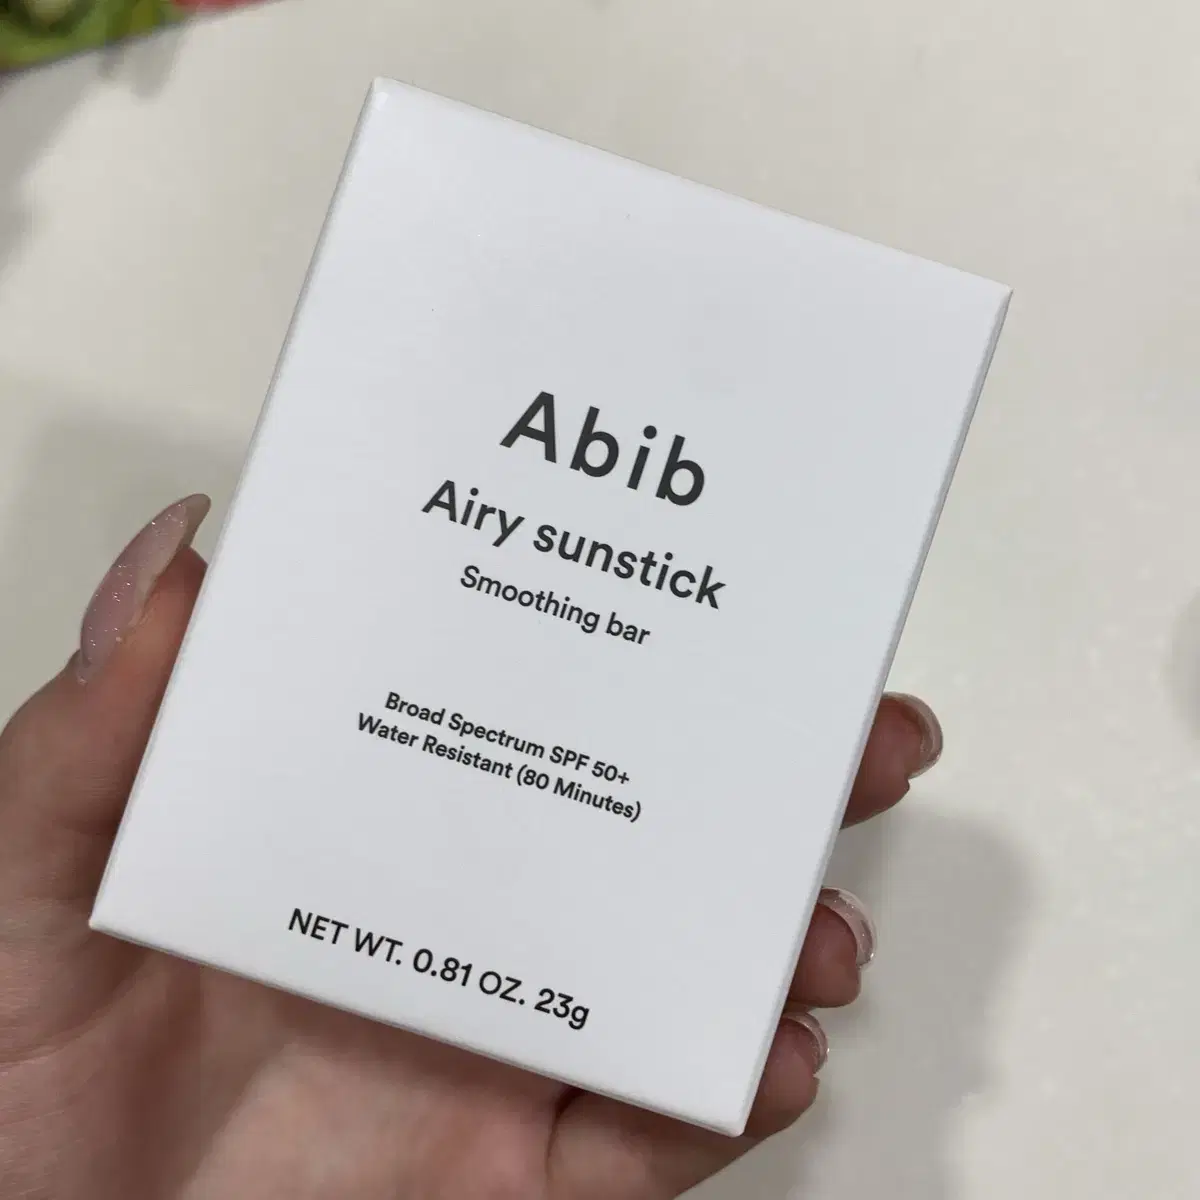 Abib
Airy sunstick
Smoothing bar
Broad Spectrum SPF 50+
Water Resistant (80 Minutes)
NET WT. 0.81 OZ. 23g